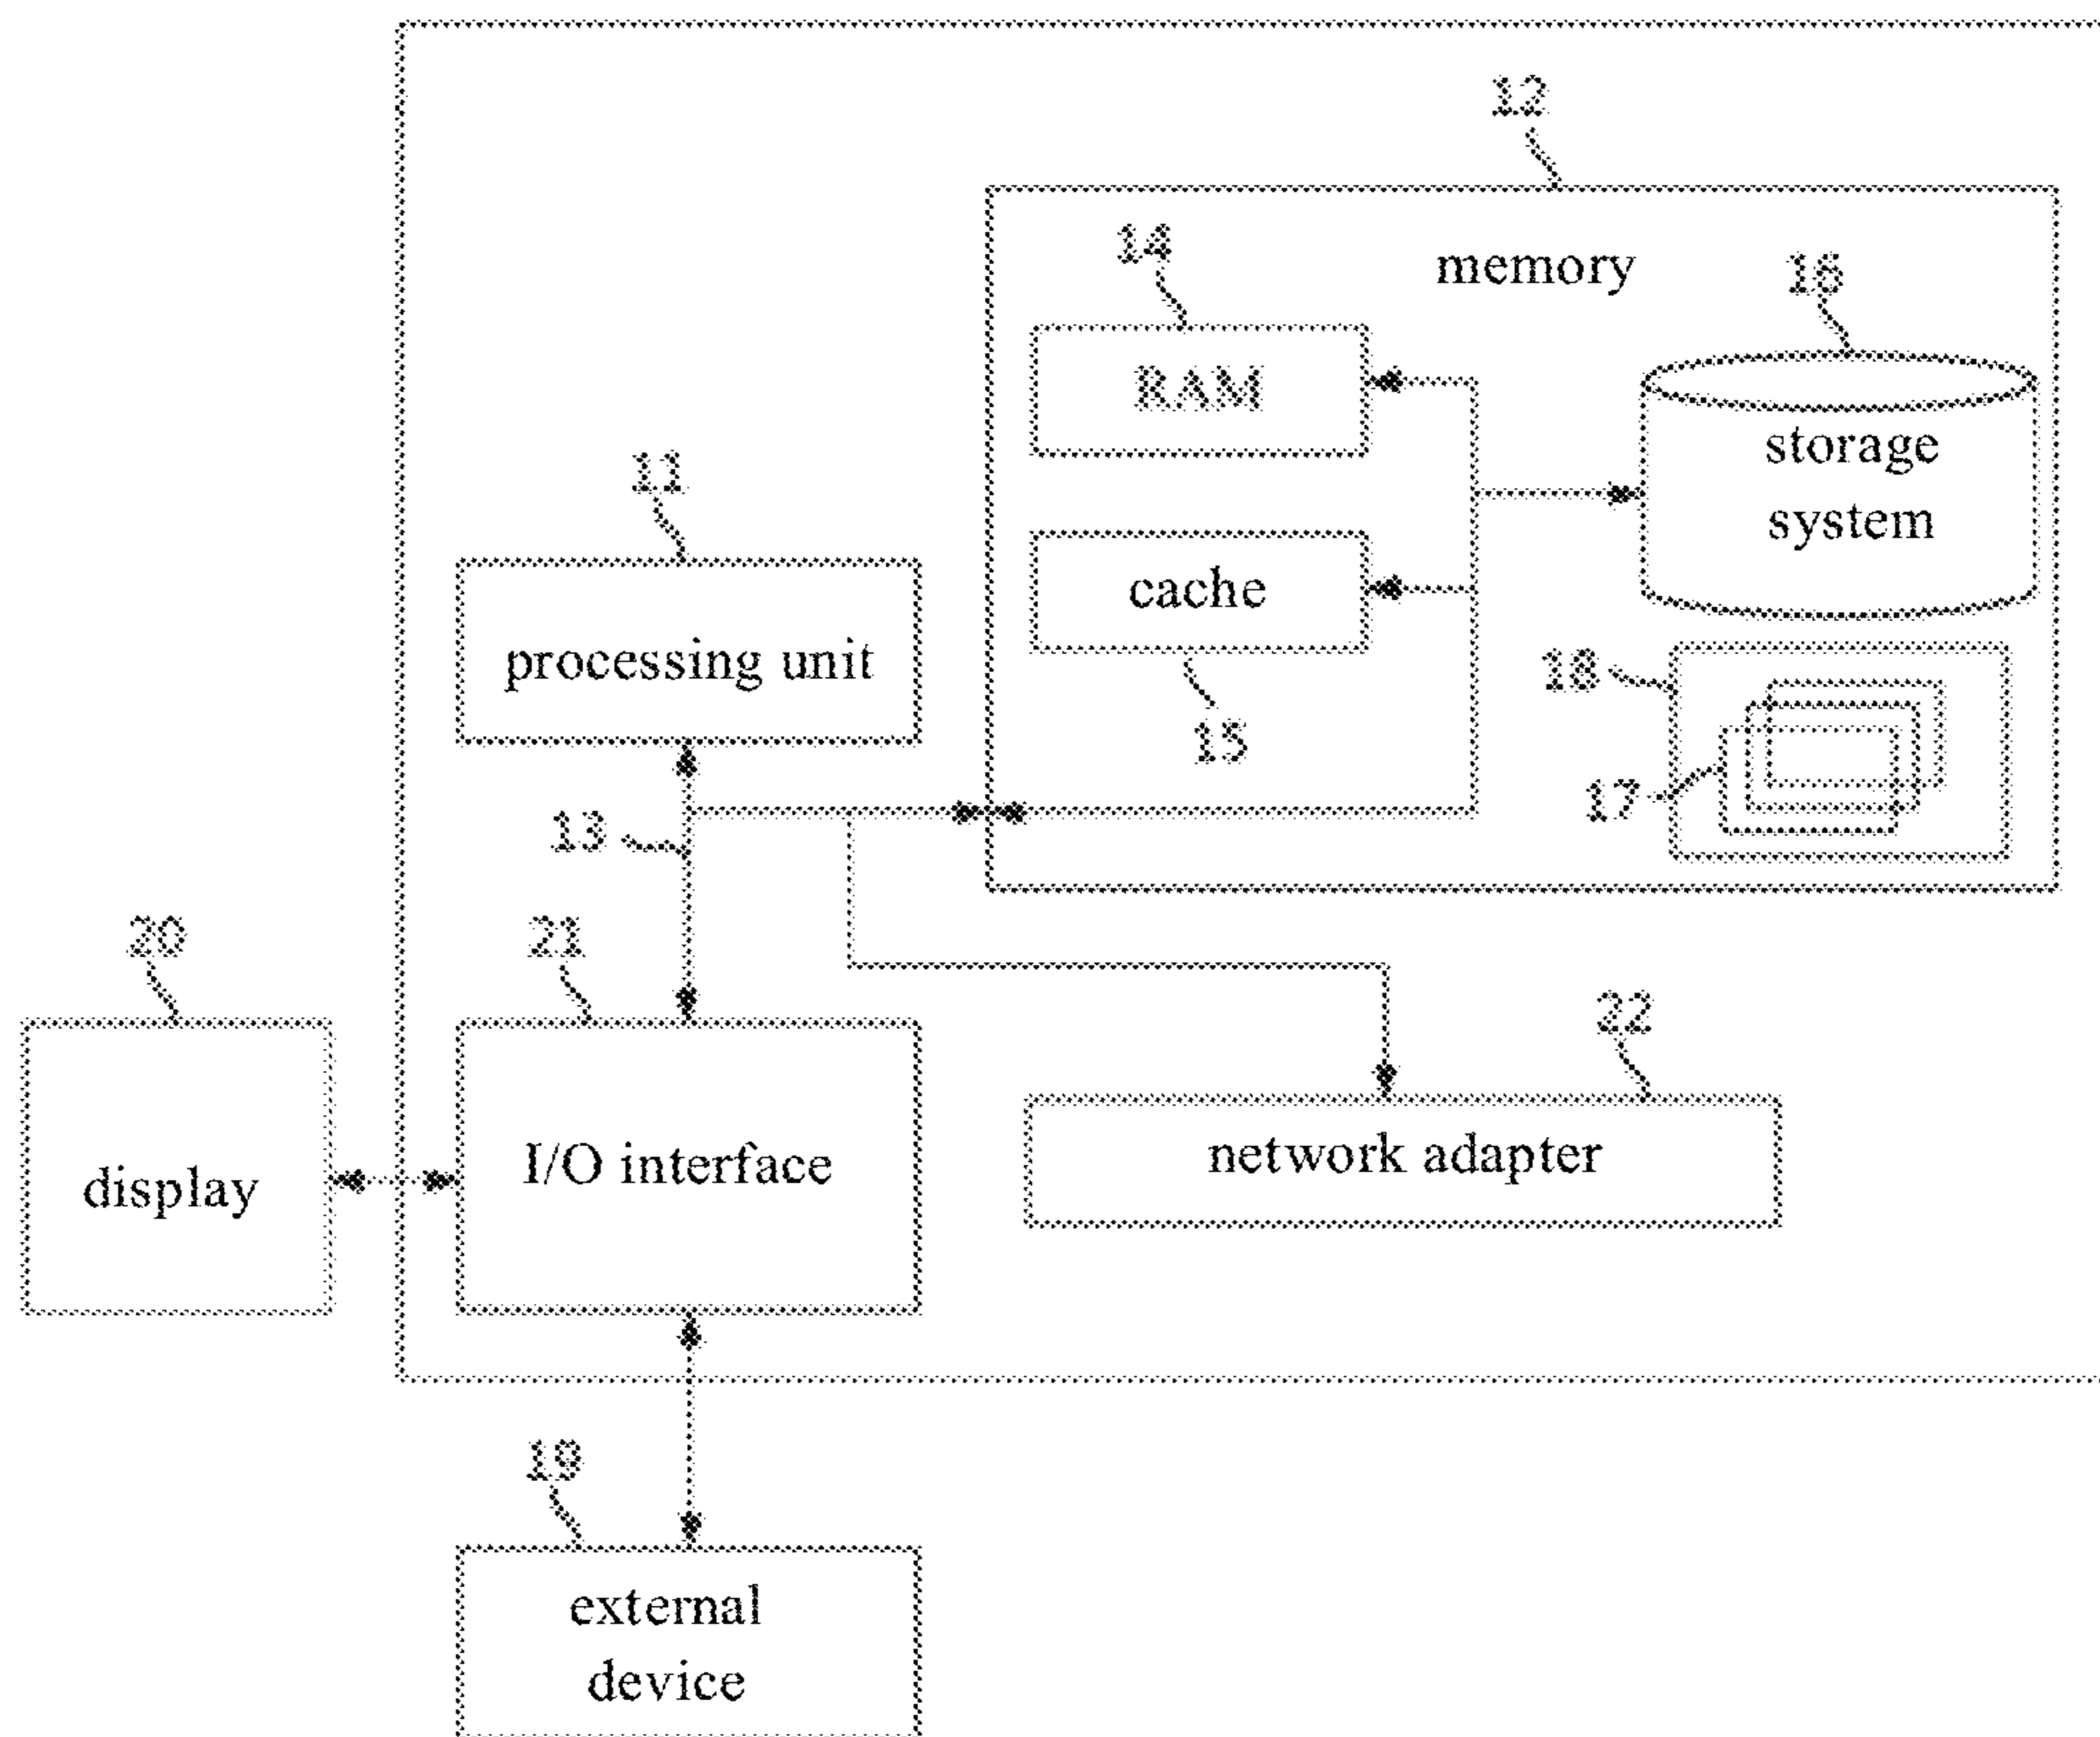 12
14
memory
16
RAM
storage
system
11
cache
processing unit
18
15
17
13
20
21
22
display
I/O interface
network adapter
19
external
device